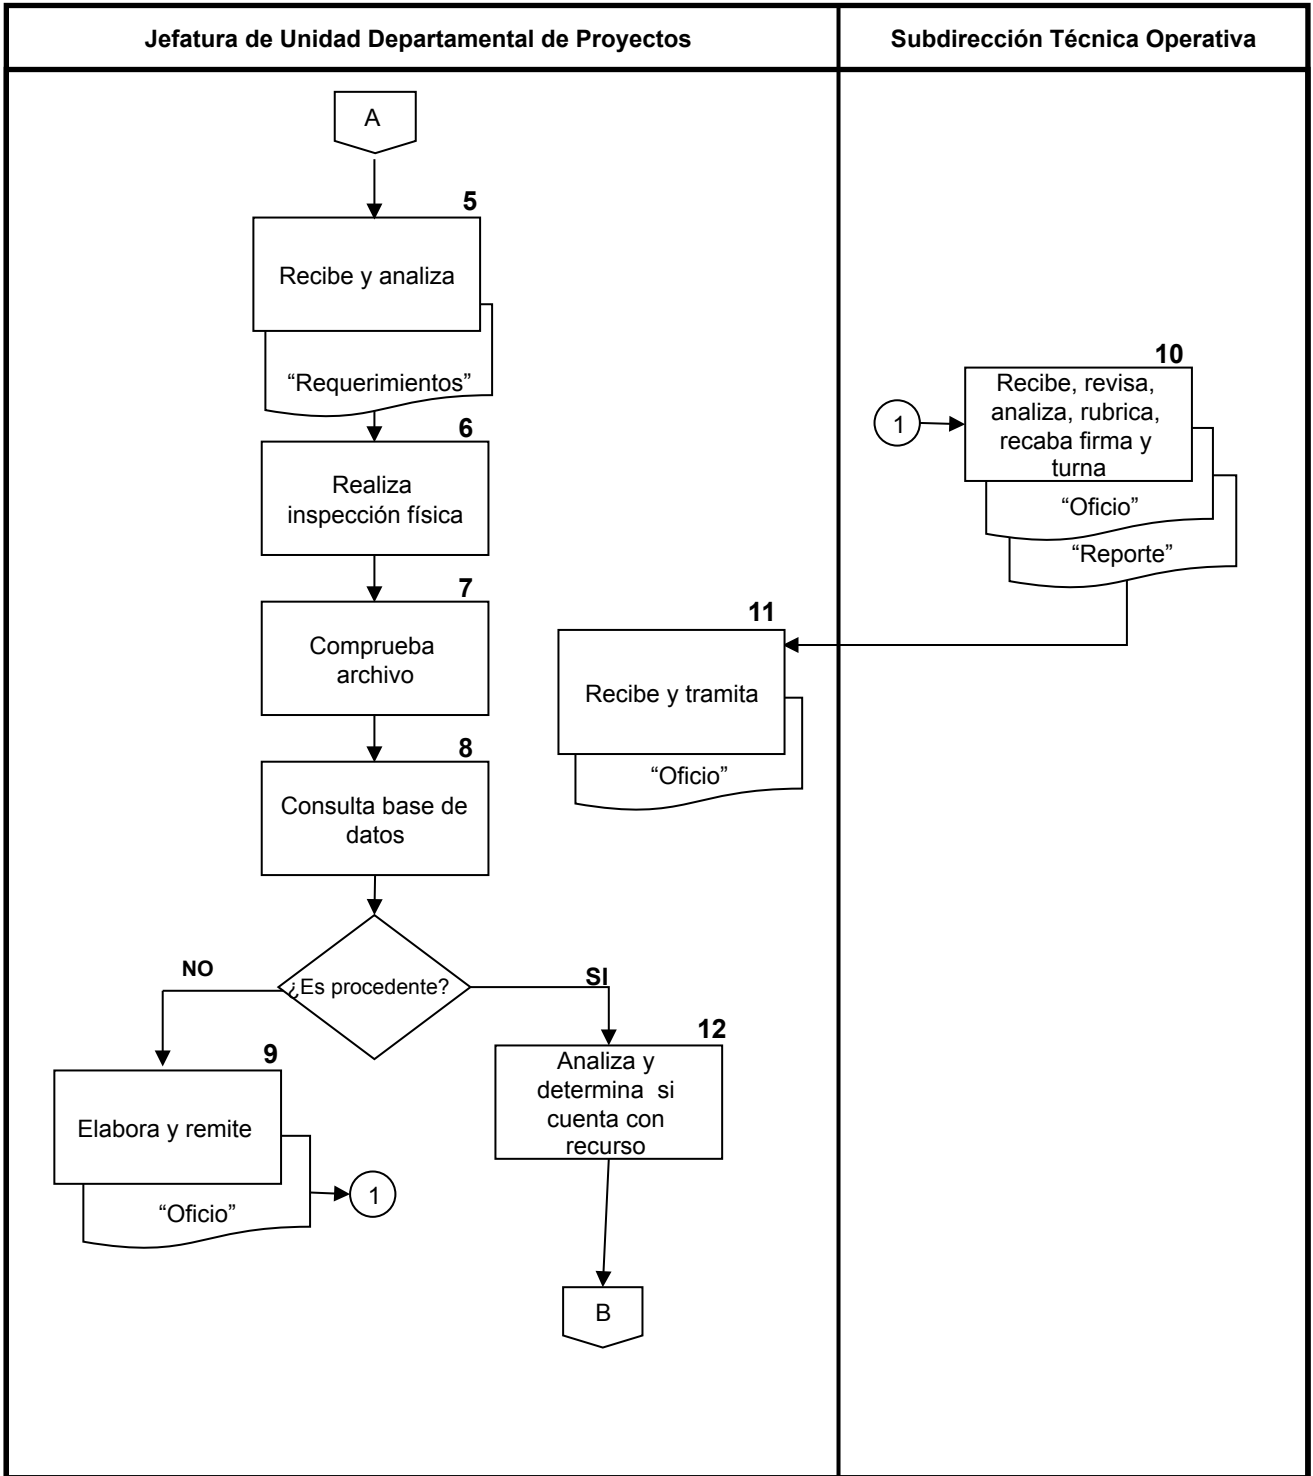 Jefatura de Unidad Departamental de Proyectos
Subdirección Técnica Operativa
A
5
Recibe y analiza
“Requerimientos”
6
Realiza
inspección física
7
Comprueba
archivo
8
Consulta base de
datos
¿Es procedente?
NO
SI
9
Elabora y remite
“Oficio”
1
12
Analiza y
determina si
cuenta con
recurso
B
11
Recibe y tramita
“Oficio”
1
10
Recibe, revisa,
analiza, rubrica,
recaba firma y
turna
“Oficio”
“Reporte”